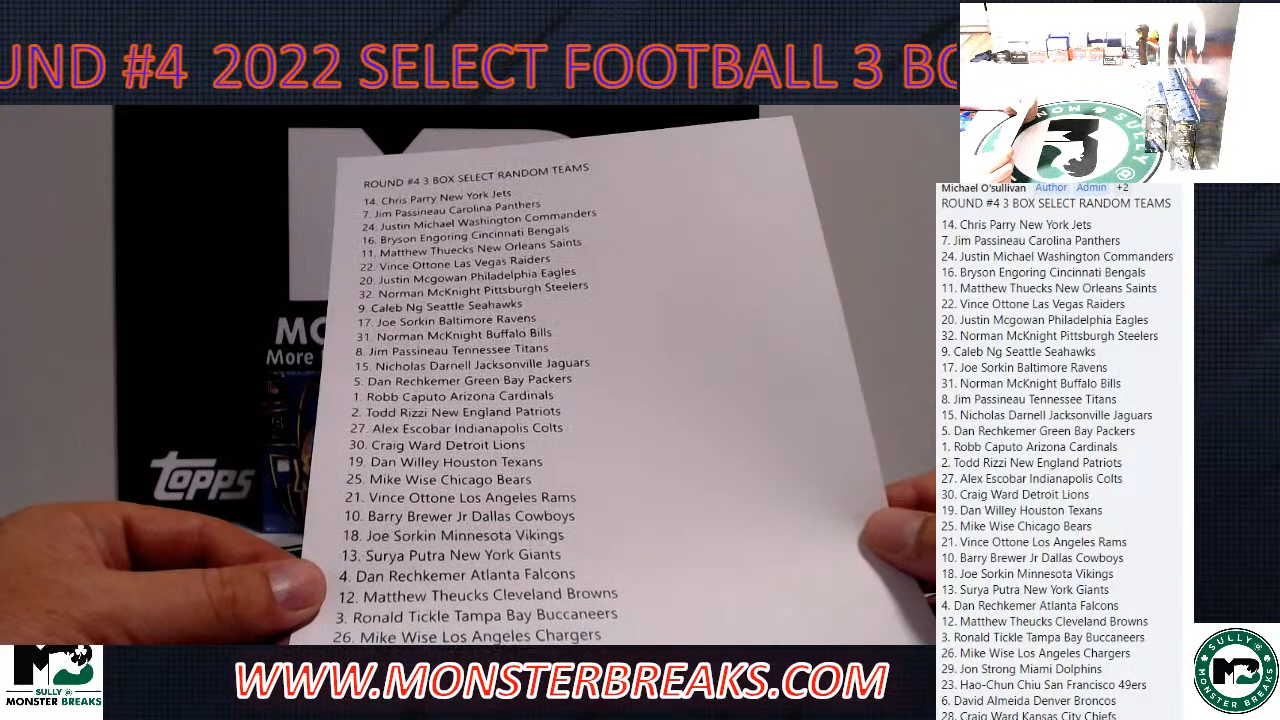 UND #4 2022 SELECT FOOTBALL 3 BO
ROUND #4 3 BOX SELECT RANDOM TEAMS
14. Chris Parry New York Jets
7. Jim Passineau Carolina Panthers
24. Justin Michael Washington Commanders
16. Bryson Engoring Cincinnati Bengals
11. Matthew Thuecks New Orleans Saints
22. Vince Ottone Las Vegas Raiders
20. Justin Mcgowan Philadelphia Eagles
32. Norman McKnight Pittsburgh Steelers
9. Caleb Ng Seattle Seahawks
17. Joe Sorkin Baltimore Ravens
31. Norman McKnight Buffalo Bills
8. Jim Passineau Tennessee Titans
15. Nicholas Darnell Jacksonville Jaguars
5. Dan Rechkemer Green Bay Packers
1. Robb Caputo Arizona Cardinals
2. Todd Rizzi New England Patriots
27. Alex Escobar Indianapolis Colts
30. Craig Ward Detroit Lions
19. Dan Willey Houston Texans
25. Mike Wise Chicago Bears
21. Vince Ottone Los Angeles Rams
10. Barry Brewer Jr Dallas Cowboys
18. Joe Sorkin Minnesota Vikings
13. Surya Putra New York Giants
4. Dan Rechkemer Atlanta Falcons
12. Matthew Theucks Cleveland Browns
3. Ronald Tickle Tampa Bay Buccaneers
26. Mike Wise Los Angeles Chargers
MO
More
TOPPS
Michael O'sullivan Author Admin +2
ROUND #4 3 BOX SELECT RANDOM TEAMS
14. Chris Parry New York Jets
7. Jim Passineau Carolina Panthers
24. Justin Michael Washington Commanders
16. Bryson Engoring Cincinnati Bengals
11. Matthew Thuecks New Orleans Saints
22. Vince Ottone Las Vegas Raiders
20. Justin Mcgowan Philadelphia Eagles
32. Norman McKnight Pittsburgh Steelers
9. Caleb Ng Seattle Seahawks
17. Joe Sorkin Baltimore Ravens
31. Norman McKnight Buffalo Bills
8. Jim Passineau Tennessee Titans
15. Nicholas Darnell Jacksonville Jaguars
5. Dan Rechkemer Green Bay Packers
1. Robb Caputo Arizona Cardinals
2. Todd Rizzi New England Patriots
27. Alex Escobar Indianapolis Colts
30. Craig Ward Detroit Lions
19. Dan Willey Houston Texans
25. Mike Wise Chicago Bears
21. Vince Ottone Los Angeles Rams
10. Barry Brewer Jr Dallas Cowboys
18. Joe Sorkin Minnesota Vikings
13. Surya Putra New York Giants
4. Dan Rechkemer Atlanta Falcons
12. Matthew Theucks Cleveland Browns
3. Ronald Tickle Tampa Bay Buccaneers
26. Mike Wise Los Angeles Chargers
29. Jon Strong Miami Dolphins
23. Hao-Chun Chiu San Francisco 49ers
6. David Almeida Denver Broncos
28. Craig Ward Kansas City Chiefs
SULLY @
MONSTER BREAKS
WWW.MONSTERBREAKS.COM
SULLY @
MONSTER BREAKS